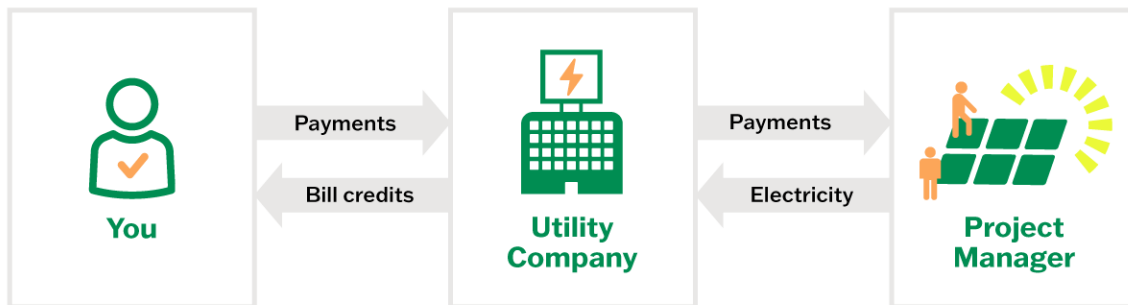 Payments
Payments
Bill credits
Electricity
You
Utility
Company
Project
Manager